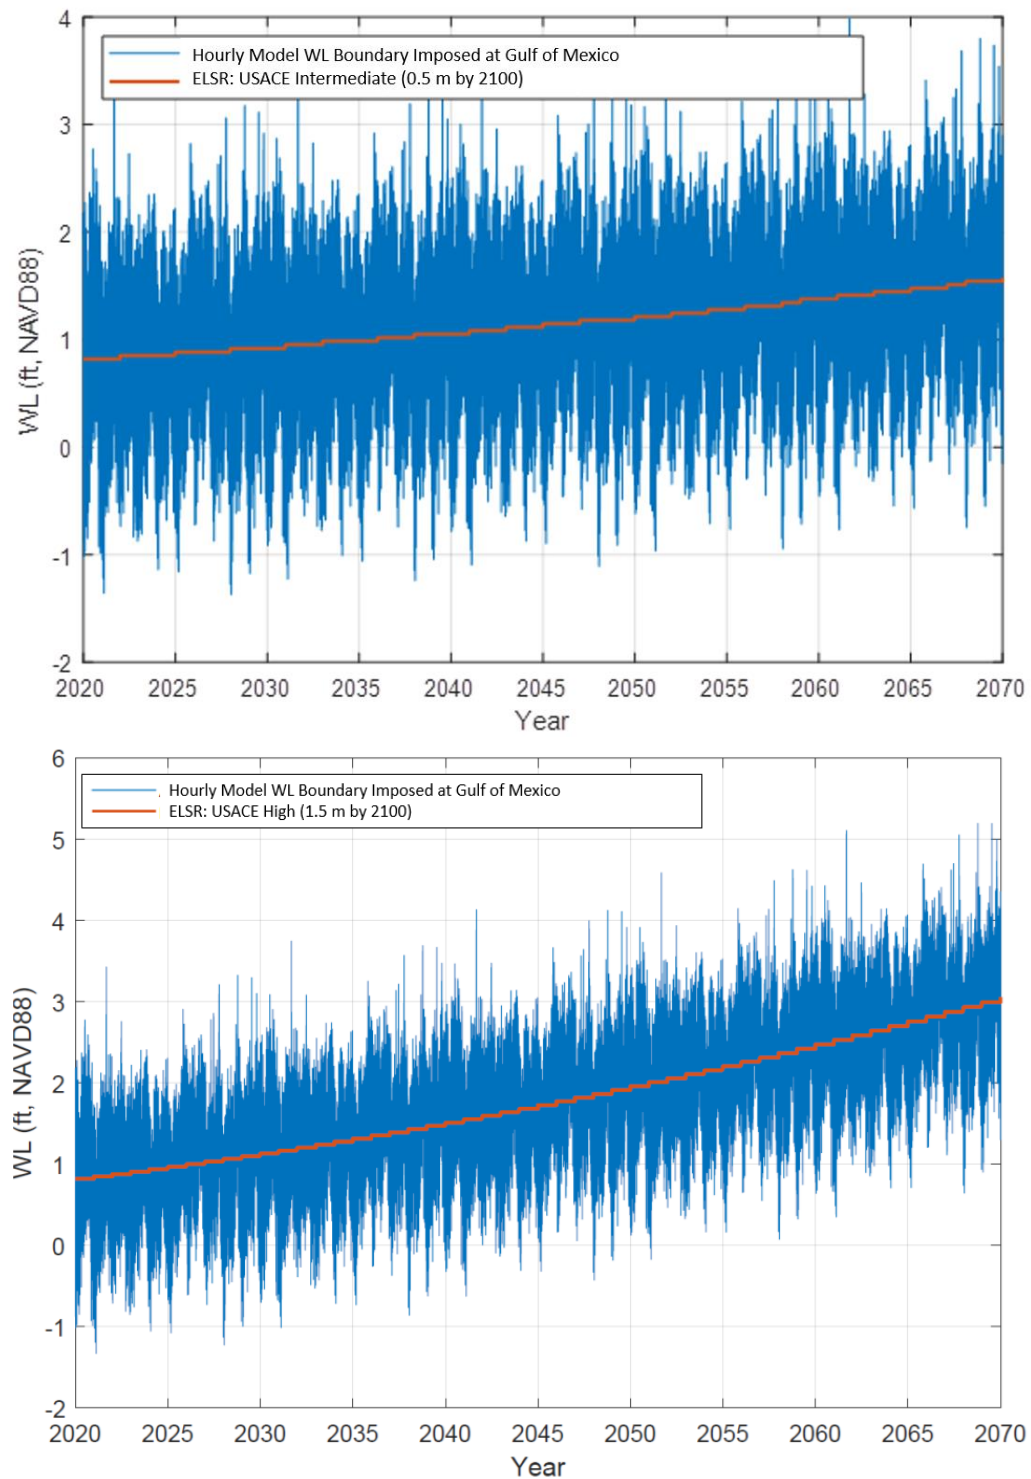 4
3
2
1
0
-1
-2
WL (ft, NAVD88)
Hourly Model WL Boundary Imposed at Gulf of Mexico
ELSR: USACE Intermediate (0.5 m by 2100)
2020 2025 2030 2035 2040 2045 2050 2055 2060 2065 2070
Year
6
5
4
3
2
1
0
-1
-2
WL (ft, NAVD88)
Hourly Model WL Boundary Imposed at Gulf of Mexico
ELSR: USACE High (1.5 m by 2100)
2020 2025 2030 2035 2040 2045 2050 2055 2060 2065 2070
Year